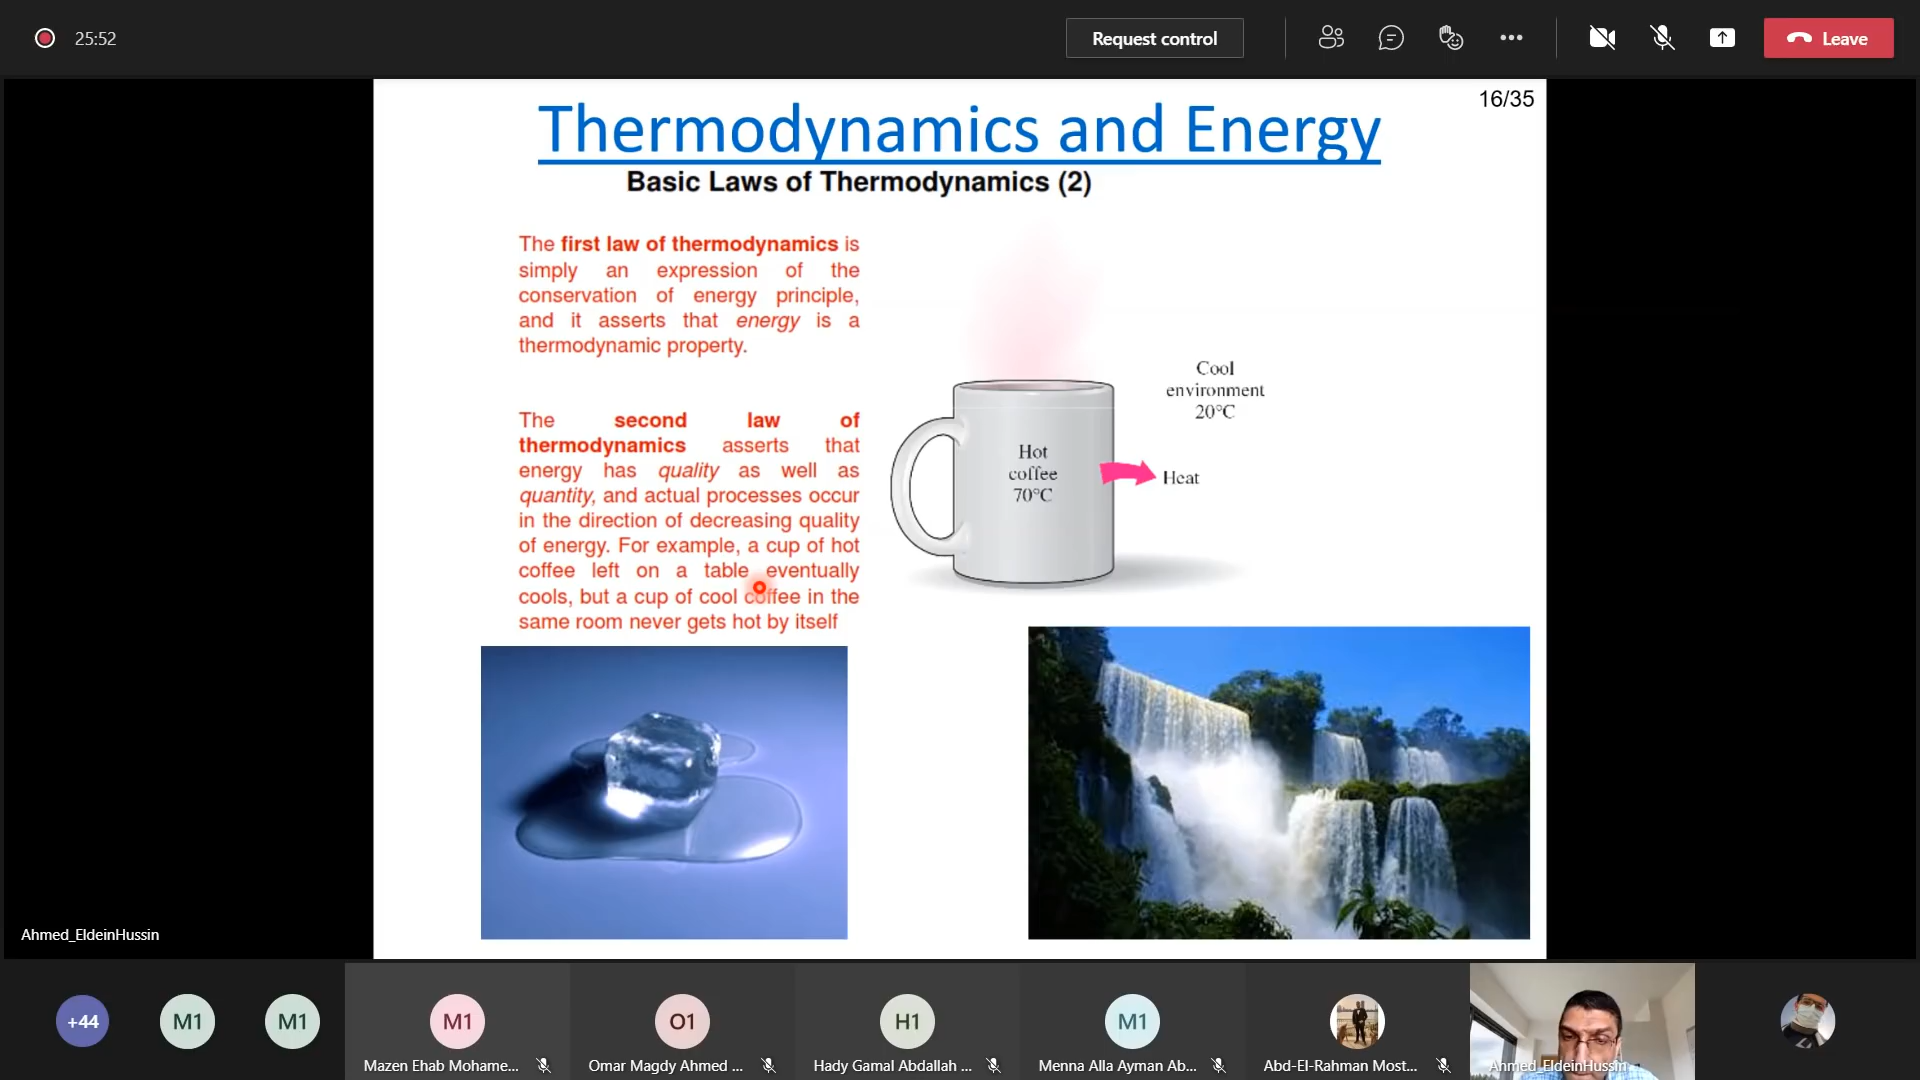 25:52
Request control
Leave
16/35
Thermodynamics and Energy
Basic Laws of Thermodynamics (2)
The first law of thermodynamics is
simply an expression of the
conservation of energy principle,
and it asserts that energy is a
thermodynamic property.
The second law of
thermodynamics asserts that
energy has quality as well as
quantity, and actual processes occur
in the direction of decreasing quality
of energy. For example, a cup of hot
coffee left on a table eventually
cools, but a cup of cool coffee in the
same room never gets hot by itself
Cool
environment
20°C
Hot
coffee
70°C
Heat
Ahmed_EldeinHussin
+44
M1
M1
M1
O1
H1
M1
Mazen Ehab Mohame...
Omar Magdy Ahmed ...
Hady Gamal Abdallah ...
Menna Alla Ayman Ab...
Abd-El-Rahman Most...
Ahmed_EldeinHussin